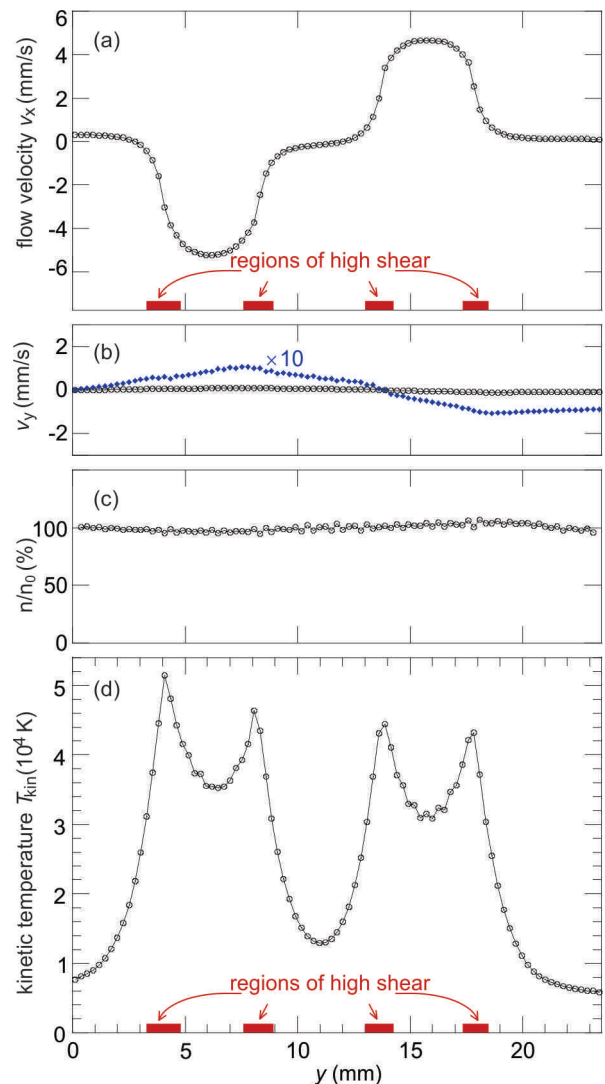 (a)
flow velocity vx (mm/s)
6
4
2
0
-2
-4
-6
regions of high shear
(b)
×10
vy (mm/s)
2
0
-2
(c)
n/n0 (%)
100
50
0
(d)
kinetic temperature Tkin(10⁴ K)
5
4
3
2
1
0
regions of high shear
0 5 10 15 20
y (mm)